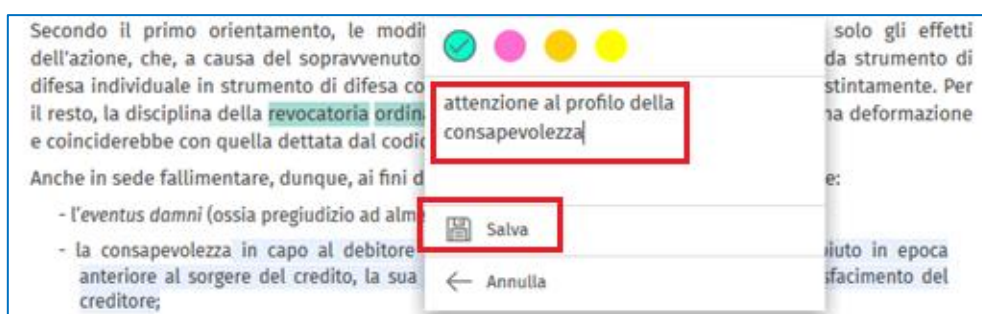 Secondo il primo orientamento, le modi
solo gli effetti
dell'azione, che, a causa del sopravvenuto
da strumento di
difesa individuale in strumento di difesa co
stintamente. Per
il resto, la disciplina della revocatoria ordin
na deformazione
e coinciderebbe con quella dettata dal codi
Anche in sede fallimentare, dunque, ai fini d
e:
- l'eventus damni (ossia pregiudizio ad alm
- la consapevolezza in capo al debitore
piuto in epoca
anteriore al sorgere del credito, la sua
sfacimento del
creditore;
attenzione al profilo della
consapevolezza
Salva
Annulla